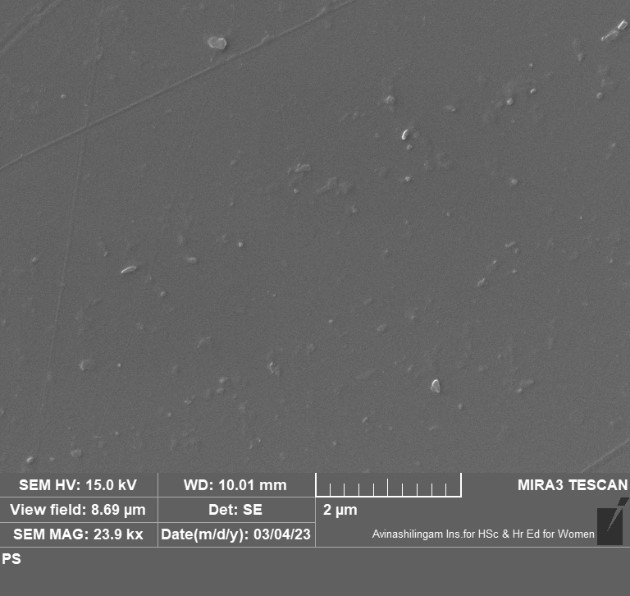 SEM HV: 15.0 kV WD: 10.01 mm MIRA3 TESCAN
View field: 8.69 µm Det: SE 2 µm
SEM MAG: 23.9 kx Date(m/d/y): 03/04/23 Avinashilingam Ins.for HSc & Hr Ed for Women
PS